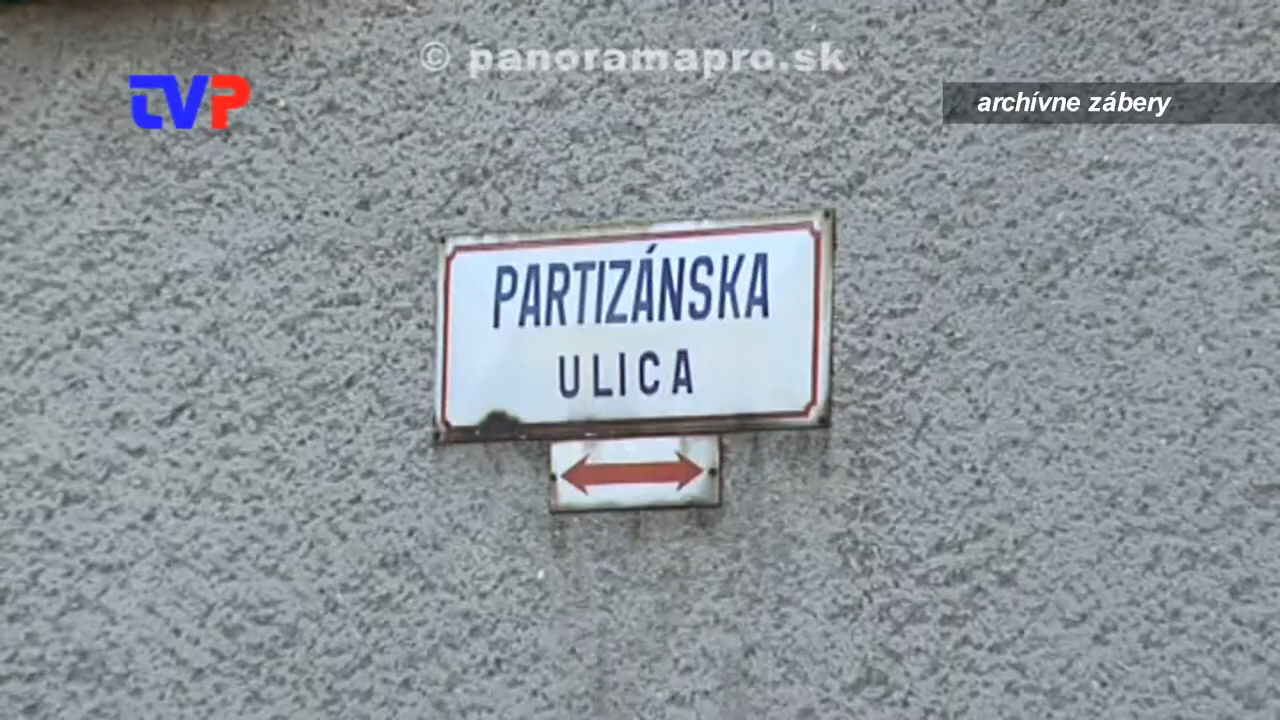 © panoramapro.sk
TVP
archívne zábery
PARTIZÁNSKA
ULICA